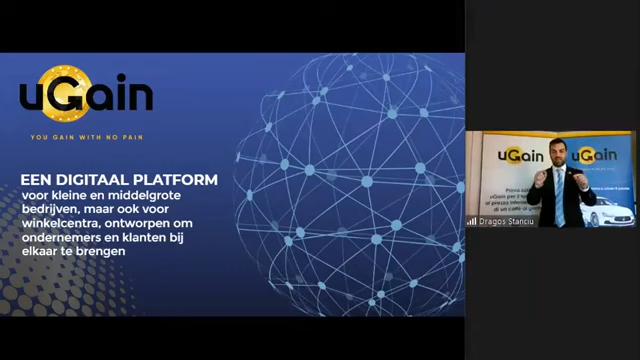 uGain
YOU GAIN WITH NO PAIN
EEN DIGITAAL PLATFORM
voor kleine en middelgrote
bedrijven, maar ook voor
winkelcentra, ontworpen om
ondernemers en klanten bij
elkaar te brengen
uGain
uGain
Dragos Stanciu